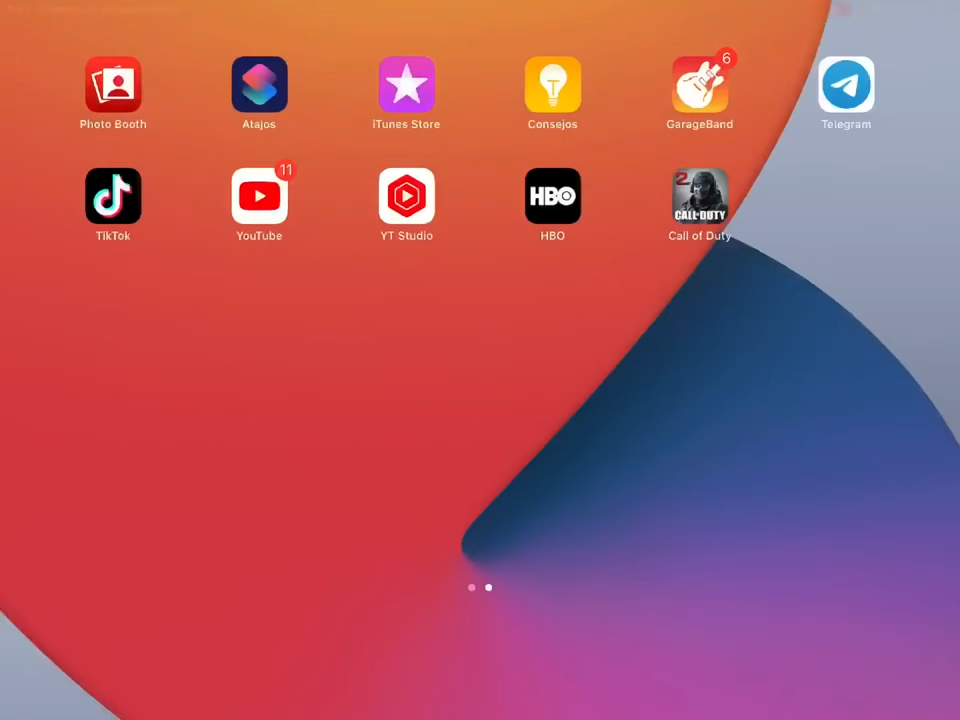 6
Photo Booth
Atajos
iTunes Store
Consejos
GarageBand
Telegram
11
HBO
2
CALL OF DUTY
TikTok
YouTube
YT Studio
HBO
Call of Duty